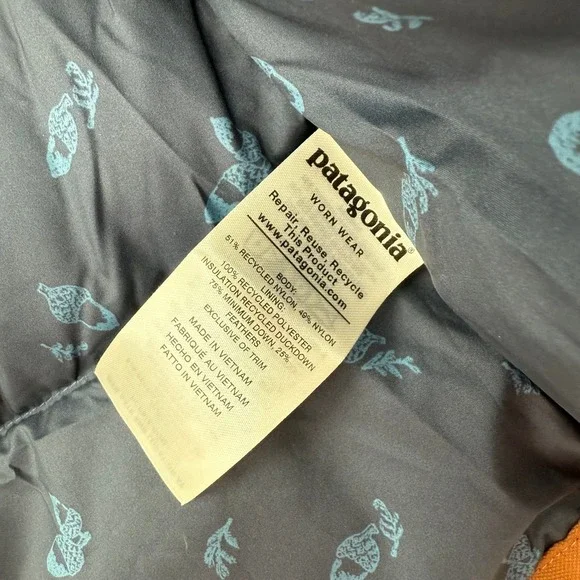 patagonia®
WORN WEAR
Repair, Reuse, Recycle
This Product
www.patagonia.com
BODY:
51% RECYCLED NYLON, 49% NYLON
LINING:
100% RECYCLED POLYESTER
INSULATION RECYCLED DUCKDOWN
75% MINIMUM DOWN, 25%
FEATHERS
EXCLUSIVE OF TRIM
MADE IN VIETNAM
FABRIQUÉ AU VIETNAM
HECHO EN VIETNAM
FATTO IN VIETNAM